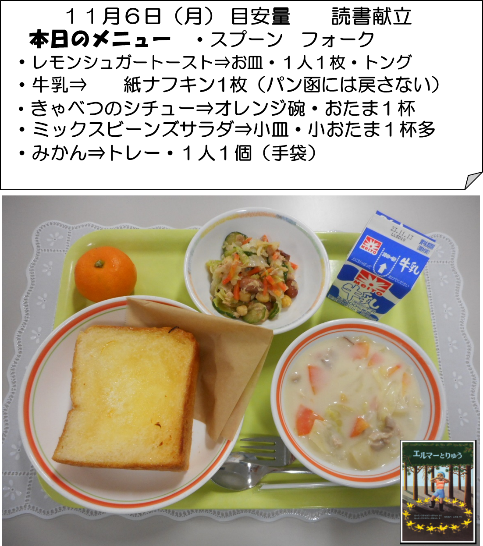 １１月６日（月）目安量　　読書献立
本日のメニュー　・スプーン　フォーク
・レモンシュガートースト⇒お皿・１人１枚・トング
・牛乳⇒　　紙ナフキン1枚（パン函には戻さない）
・きゃべつのシチュー⇒オレンジ碗・おたま１杯
・ミックスビーンズサラダ⇒小皿・小おたま１杯多
・みかん⇒トレー・１人１個（手袋）
牛乳
エルマーとりゅう